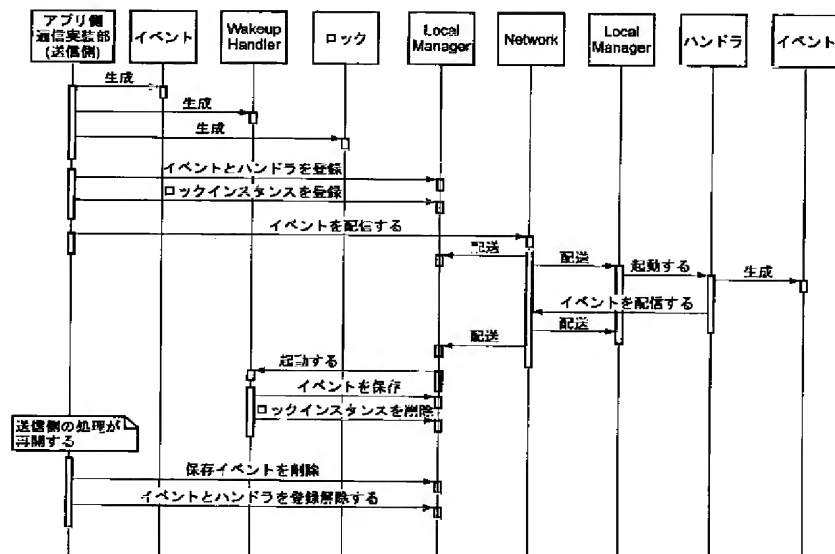 アプリ側
通信実装部
(送信側)
イベント
Wakeup
Handler
ロック
Local
Manager
Network
Local
Manager
ハンドラ
イベント
生成
生成
生成
イベントとハンドラを登録
ロックインスタンスを登録
イベントを配信する
配送
配送
起動する
生成
イベントを配信する
配送
配送
起動する
イベントを保存
ロックインスタンスを削除
送信側の処理が
再開する
保存イベントを削除
イベントとハンドラを登録解除する